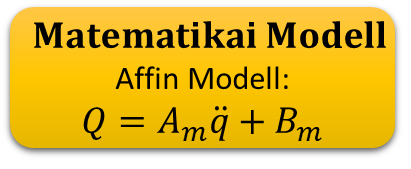 Matematikai Modell
Affin Modell:
Q = A_m q̈ + B_m